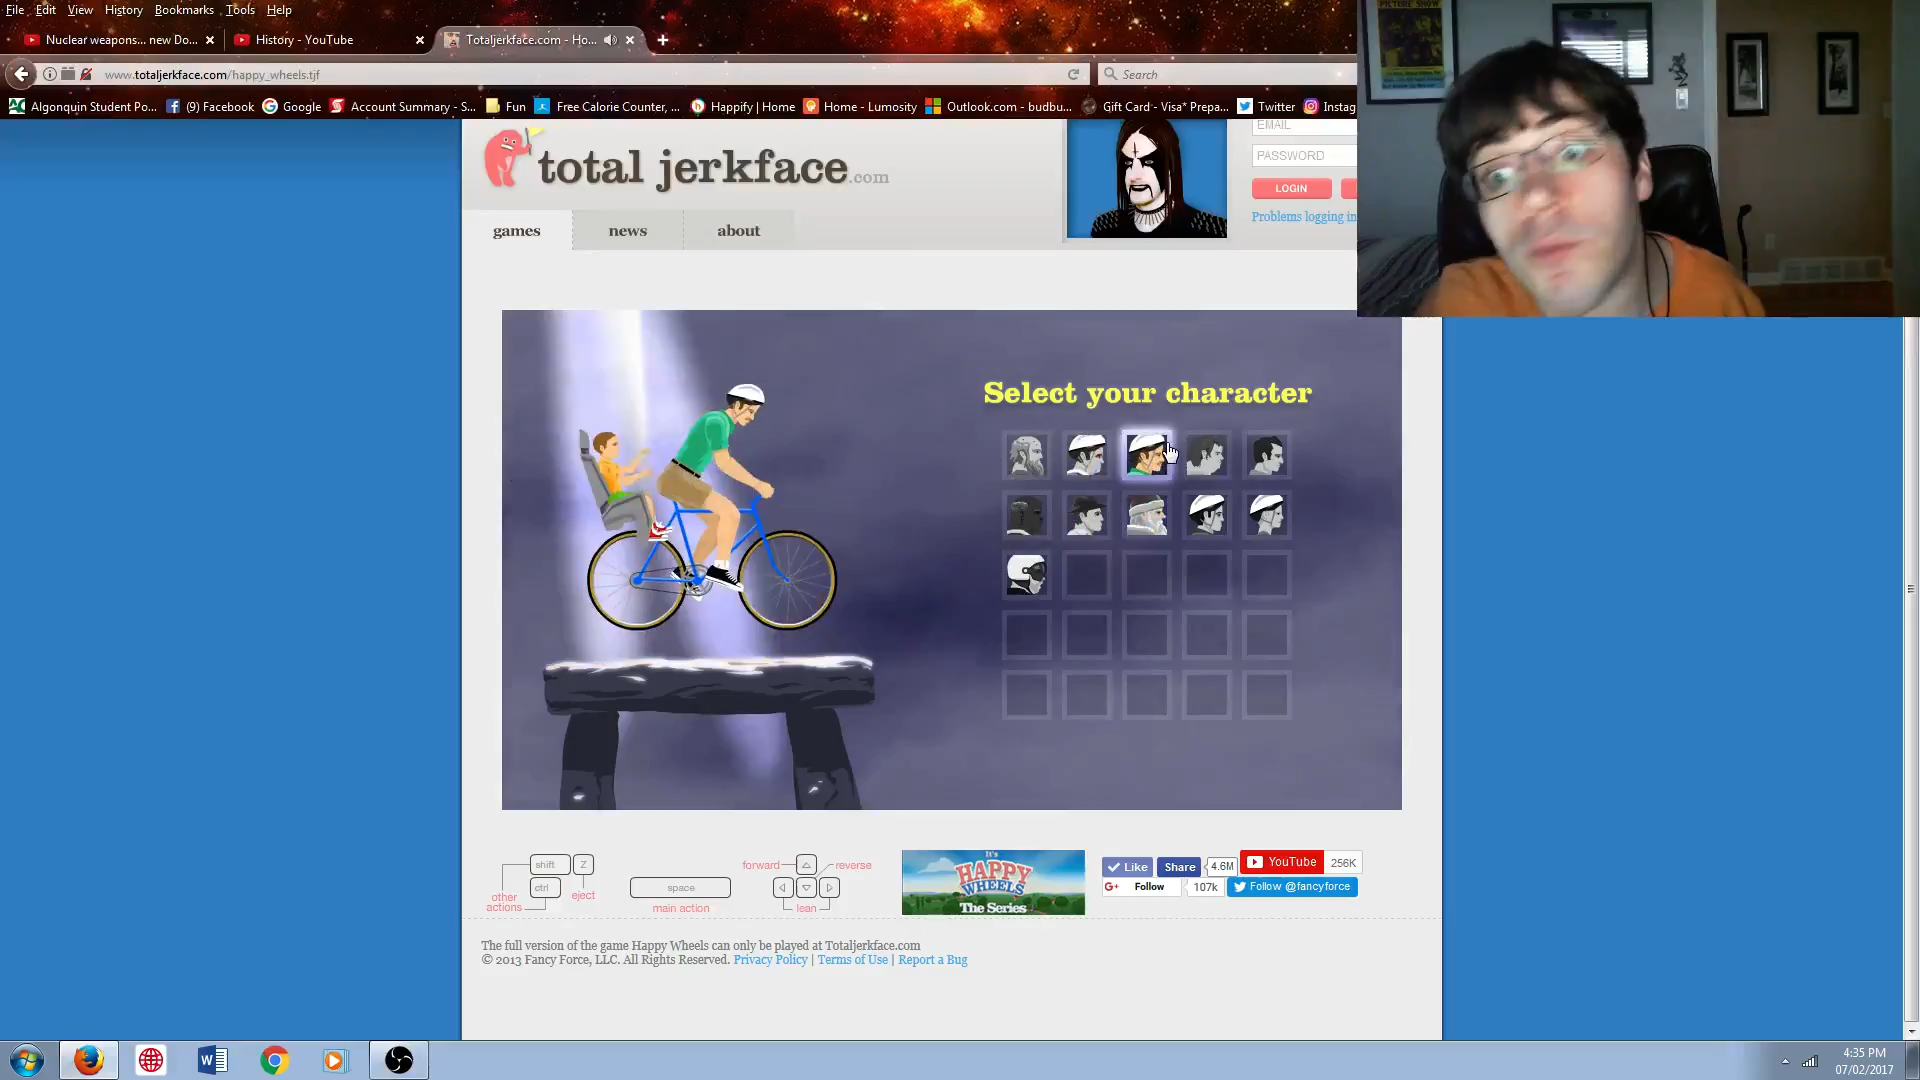 File Edit View History Bookmarks Tools Help
Nuclear weapons... new Do... × History - YouTube × Totaljerkface.com - Ho... × +
www.totaljerkface.com/happy_wheels.tjf Search
Algonquin Student Po... (9) Facebook Google Account Summary - S... Fun Free Calorie Counter, ... Happify | Home Home - Lumosity Outlook.com - budbu... Gift Card - Visa* Prepa... Twitter Instag
total jerkface.com
EMAIL
PASSWORD
LOGIN
Problems logging in
games news about
PICTURE SHOW
Select your character
shift Z
ctrl
other actions
eject
space
main action
forward reverse
lean
It's
HAPPY
WHEELS
The Series
Like Share 4.6M YouTube 256K
G+ Follow 107k Follow @fancyforce
The full version of the game Happy Wheels can only be played at Totaljerkface.com
© 2013 Fancy Force, LLC. All Rights Reserved. Privacy Policy | Terms of Use | Report a Bug
4:35 PM
07/02/2017